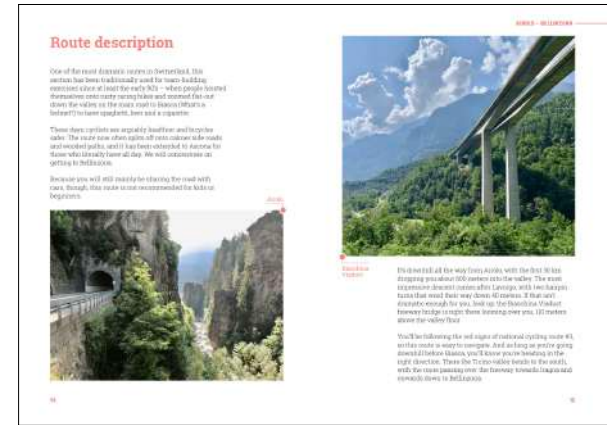 AIROLO – BELLINZONA
Route description
One of the most dramatic routes in Switzerland, this
section has been traditionally used for team-building
exercises since at least the early 90's – when people hoisted
themselves onto rusty racing bikes and zoomed flat-out
down the valley on the main road to Biasca (What's a
helmet?) to have spaghetti, beer and a cigarette.
These days cyclists are arguably healthier and bicycles
safer. The route now often splits off onto calmer side roads
and wooded paths, and it has been extended to Ascona for
those who literally have all day. We will concentrate on
getting to Bellinzona.
Because you will still mainly be sharing the road with
cars, though, this route is not recommended for kids or
beginners.
Airolo
Biaschina
Viaduct
It's downhill all the way from Airolo, with the first 30 km
dropping you about 800 meters into the valley. The most
impressive descent comes after Lavorgo, with two hairpin
turns that wend their way down 40 meters. If that isn't
dramatic enough for you, look up: the Biaschina Viaduct
freeway bridge is right there looming over you, 110 meters
above the valley floor.
You'll be following the red signs of national cycling route #3,
so this route is easy to navigate. And as long as you're going
downhill before Biasca, you'll know you're heading in the
right direction. There the Ticino valley bends to the south,
with the route passing over the freeway towards Iragna and
onwards down to Bellinzona.
14